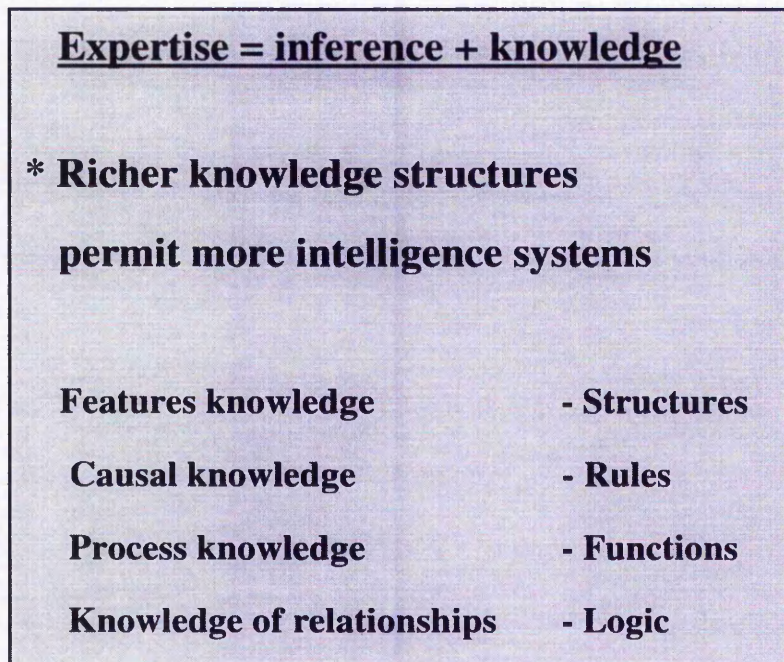 Expertise = inference + knowledge
* Richer knowledge structures
permit more intelligence systems
Features knowledge - Structures
Causal knowledge - Rules
Process knowledge - Functions
Knowledge of relationships - Logic